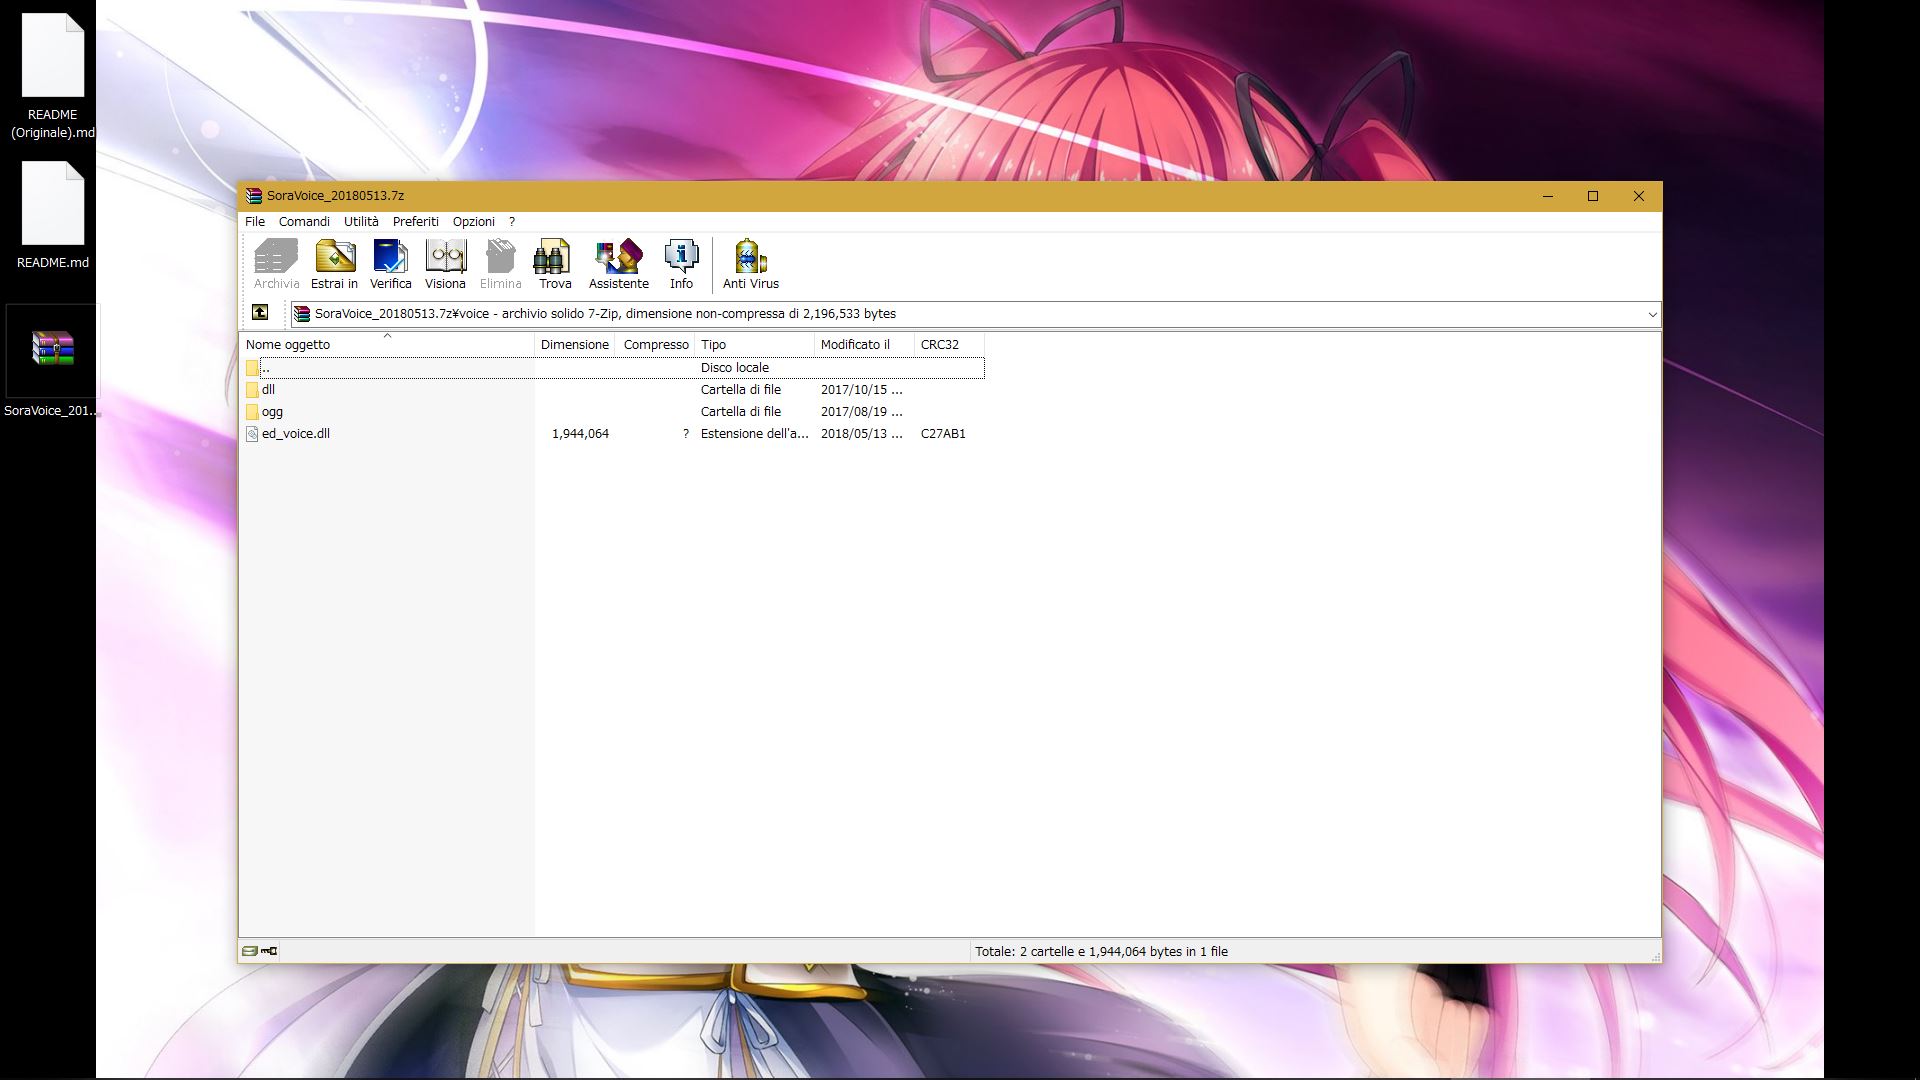 README
(Originale).md
README.md
SoraVoice_201...
SoraVoice_20180513.7z
File Comandi Utilità Preferiti Opzioni ?
Archivia Estrai in Verifica Visiona Elimina Trova Assistente Info Anti Virus
SoraVoice_20180513.7z¥voice - archivio solido 7-Zip, dimensione non-compressa di 2,196,533 bytes
Nome oggetto Dimensione Compresso Tipo Modificato il CRC32
.. Disco locale
dll Cartella di file 2017/10/15 ...
ogg Cartella di file 2017/08/19 ...
ed_voice.dll 1,944,064 ? Estensione dell'a... 2018/05/13 ... C27AB1
Totale: 2 cartelle e 1,944,064 bytes in 1 file